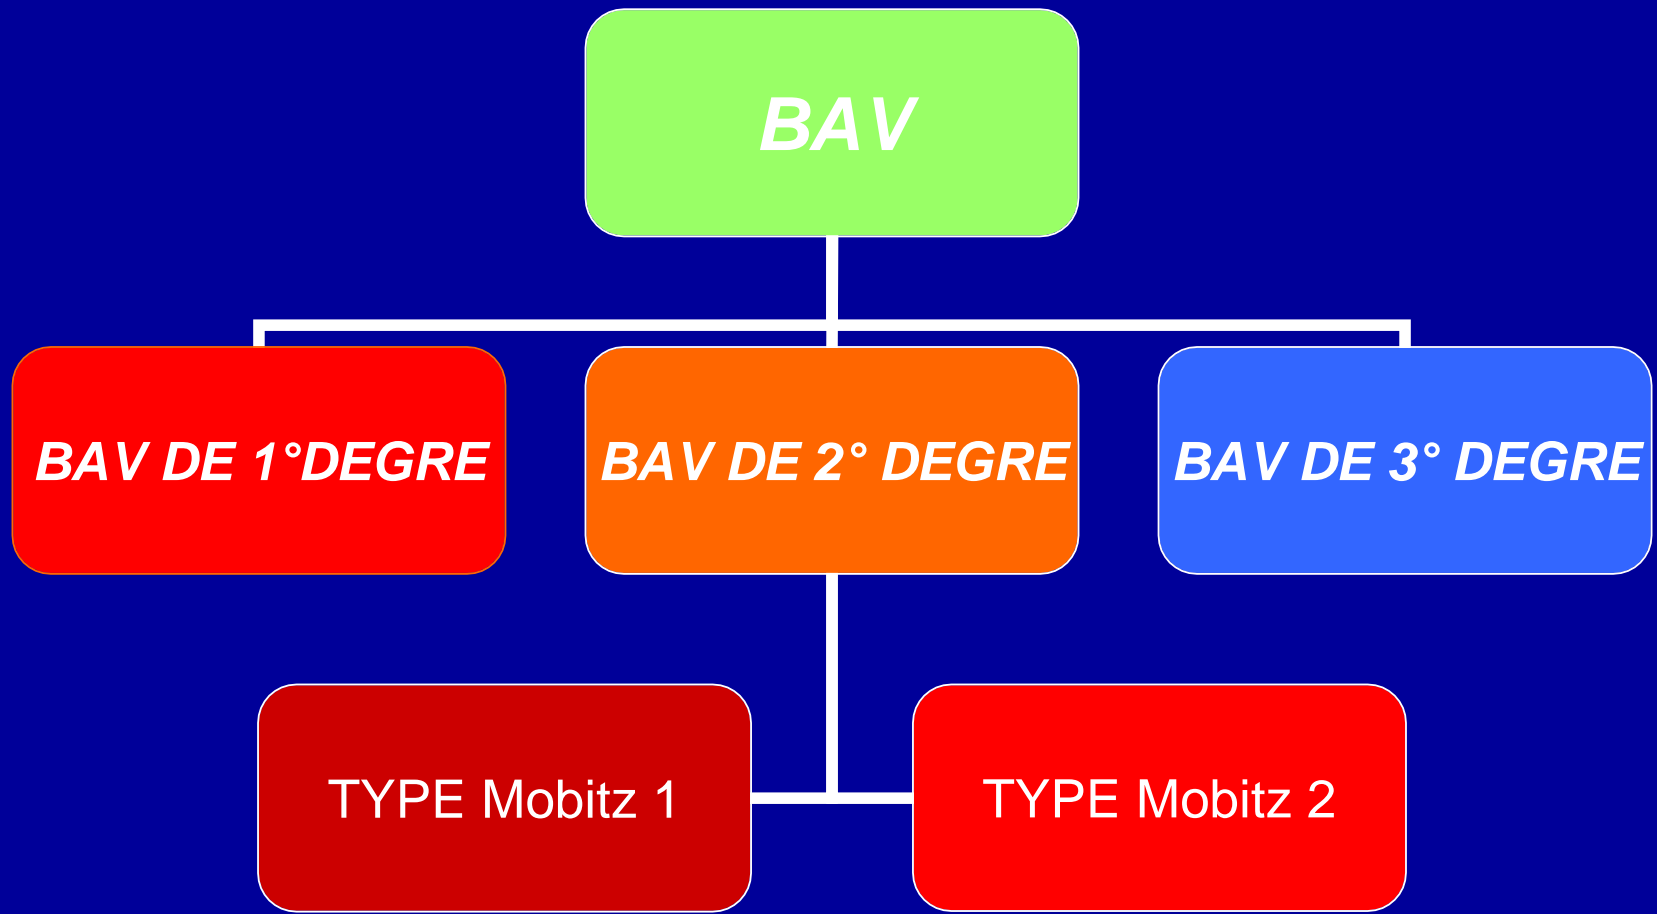 BAV
BAV DE 1°DEGRE
BAV DE 2° DEGRE
BAV DE 3° DEGRE
TYPE Mobitz 1
TYPE Mobitz 2